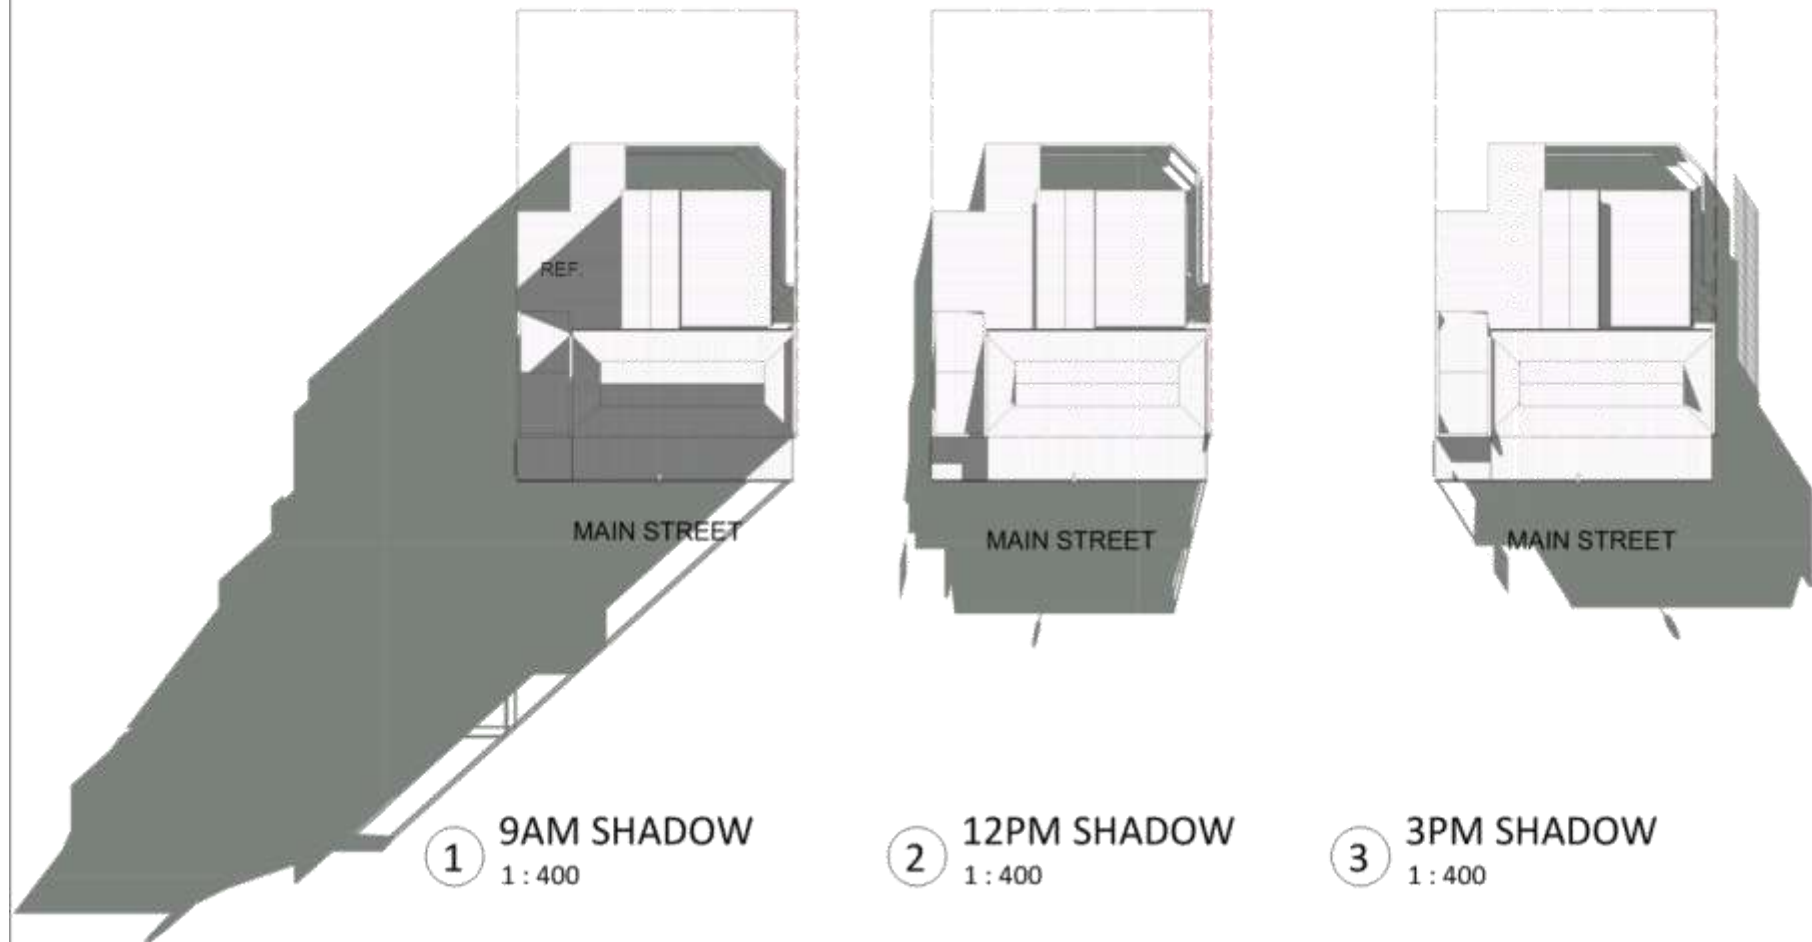 REF.
MAIN STREET
MAIN STREET
MAIN STREET
1 9AM SHADOW
1 : 400
2 12PM SHADOW
1 : 400
3 3PM SHADOW
1 : 400